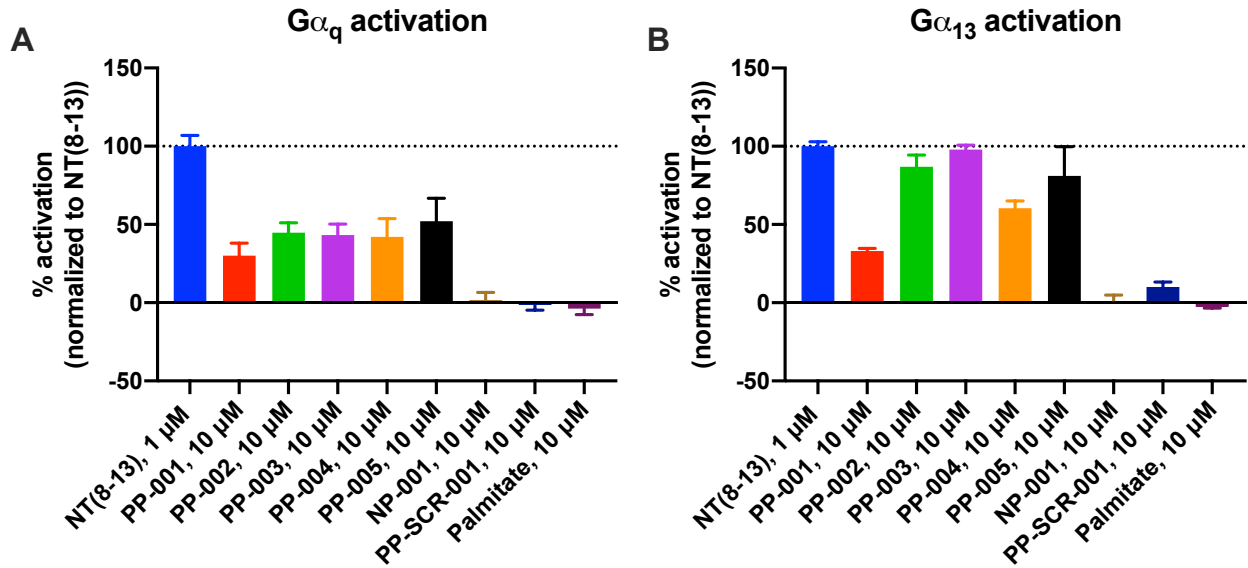 A
Gαq activation
% activation
(normalized to NT(8-13))
150
100
50
0
-50
NT(8-13), 1 µM
PP-001, 10 µM
PP-002, 10 µM
PP-003, 10 µM
PP-004, 10 µM
PP-005, 10 µM
NP-001, 10 µM
PP-SCR-001, 10 µM
Palmitate, 10 µM
B
Gα13 activation
% activation
(normalized to NT(8-13))
150
100
50
0
-50
NT(8-13), 1 µM
PP-001, 10 µM
PP-002, 10 µM
PP-003, 10 µM
PP-004, 10 µM
PP-005, 10 µM
NP-001, 10 µM
PP-SCR-001, 10 µM
Palmitate, 10 µM